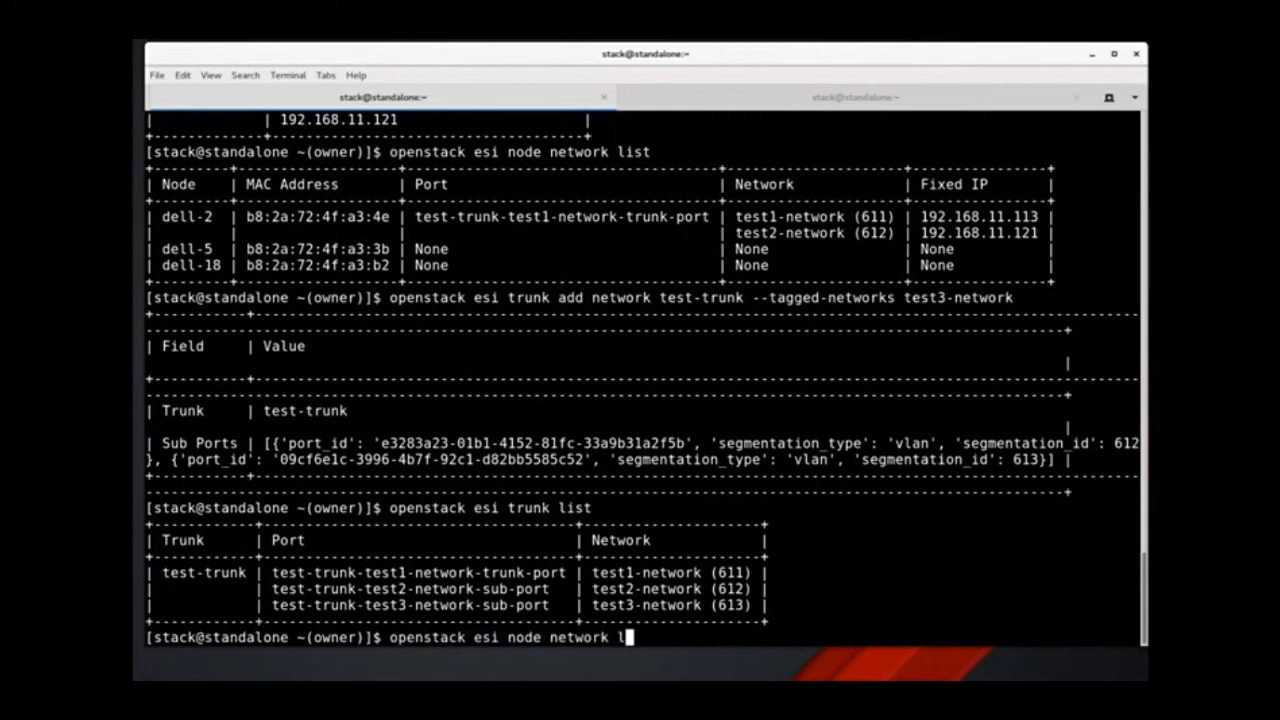 stack@standalone:~
File Edit View Search Terminal Tabs Help
stack@standalone:~ × stack@standalone:~ ×
|             | 192.168.11.121                      |
+-------------+-------------------------------------+
[stack@standalone ~(owner)]$ openstack esi node network list
+---------+-------------------+-------------------------------------+---------------------+----------------+
| Node    | MAC Address       | Port                                | Network             | Fixed IP       |
+---------+-------------------+-------------------------------------+---------------------+----------------+
| dell-2  | b8:2a:72:4f:a3:4e | test-trunk-test1-network-trunk-port | test1-network (611) | 192.168.11.113 |
|         |                   |                                     | test2-network (612) | 192.168.11.121 |
| dell-5  | b8:2a:72:4f:a3:3b | None                                | None                | None           |
| dell-18 | b8:2a:72:4f:a3:b2 | None                                | None                | None           |
+---------+-------------------+-------------------------------------+---------------------+----------------+
[stack@standalone ~(owner)]$ openstack esi trunk add network test-trunk --tagged-networks test3-network
| Field     | Value
|
| Trunk     | test-trunk
|
| Sub Ports | [{'port_id': 'e3283a23-01b1-4152-81fc-33a9b31a2f5b', 'segmentation_type': 'vlan', 'segmentation_id': 612
}, {'port_id': '09cf6e1c-3996-4b7f-92c1-d82bb5585c52', 'segmentation_type': 'vlan', 'segmentation_id': 613}] |
[stack@standalone ~(owner)]$ openstack esi trunk list
+------------+-------------------------------------+---------------------+
| Trunk      | Port                                | Network             |
+------------+-------------------------------------+---------------------+
| test-trunk | test-trunk-test1-network-trunk-port | test1-network (611) |
|            | test-trunk-test2-network-sub-port   | test2-network (612) |
|            | test-trunk-test3-network-sub-port   | test3-network (613) |
+------------+-------------------------------------+---------------------+
[stack@standalone ~(owner)]$ openstack esi node network l